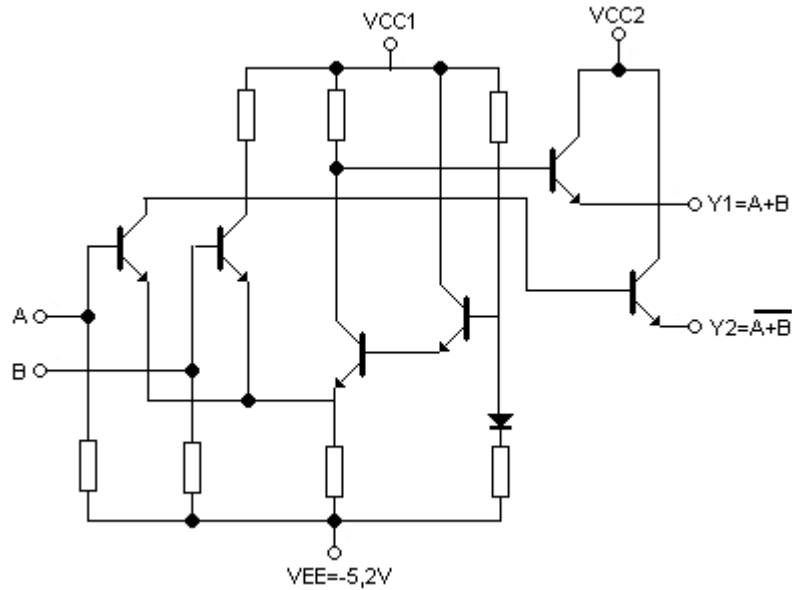 VCC1
VCC2
Y1=A+B
A
Y2=A+B
B
VEE=-5,2V